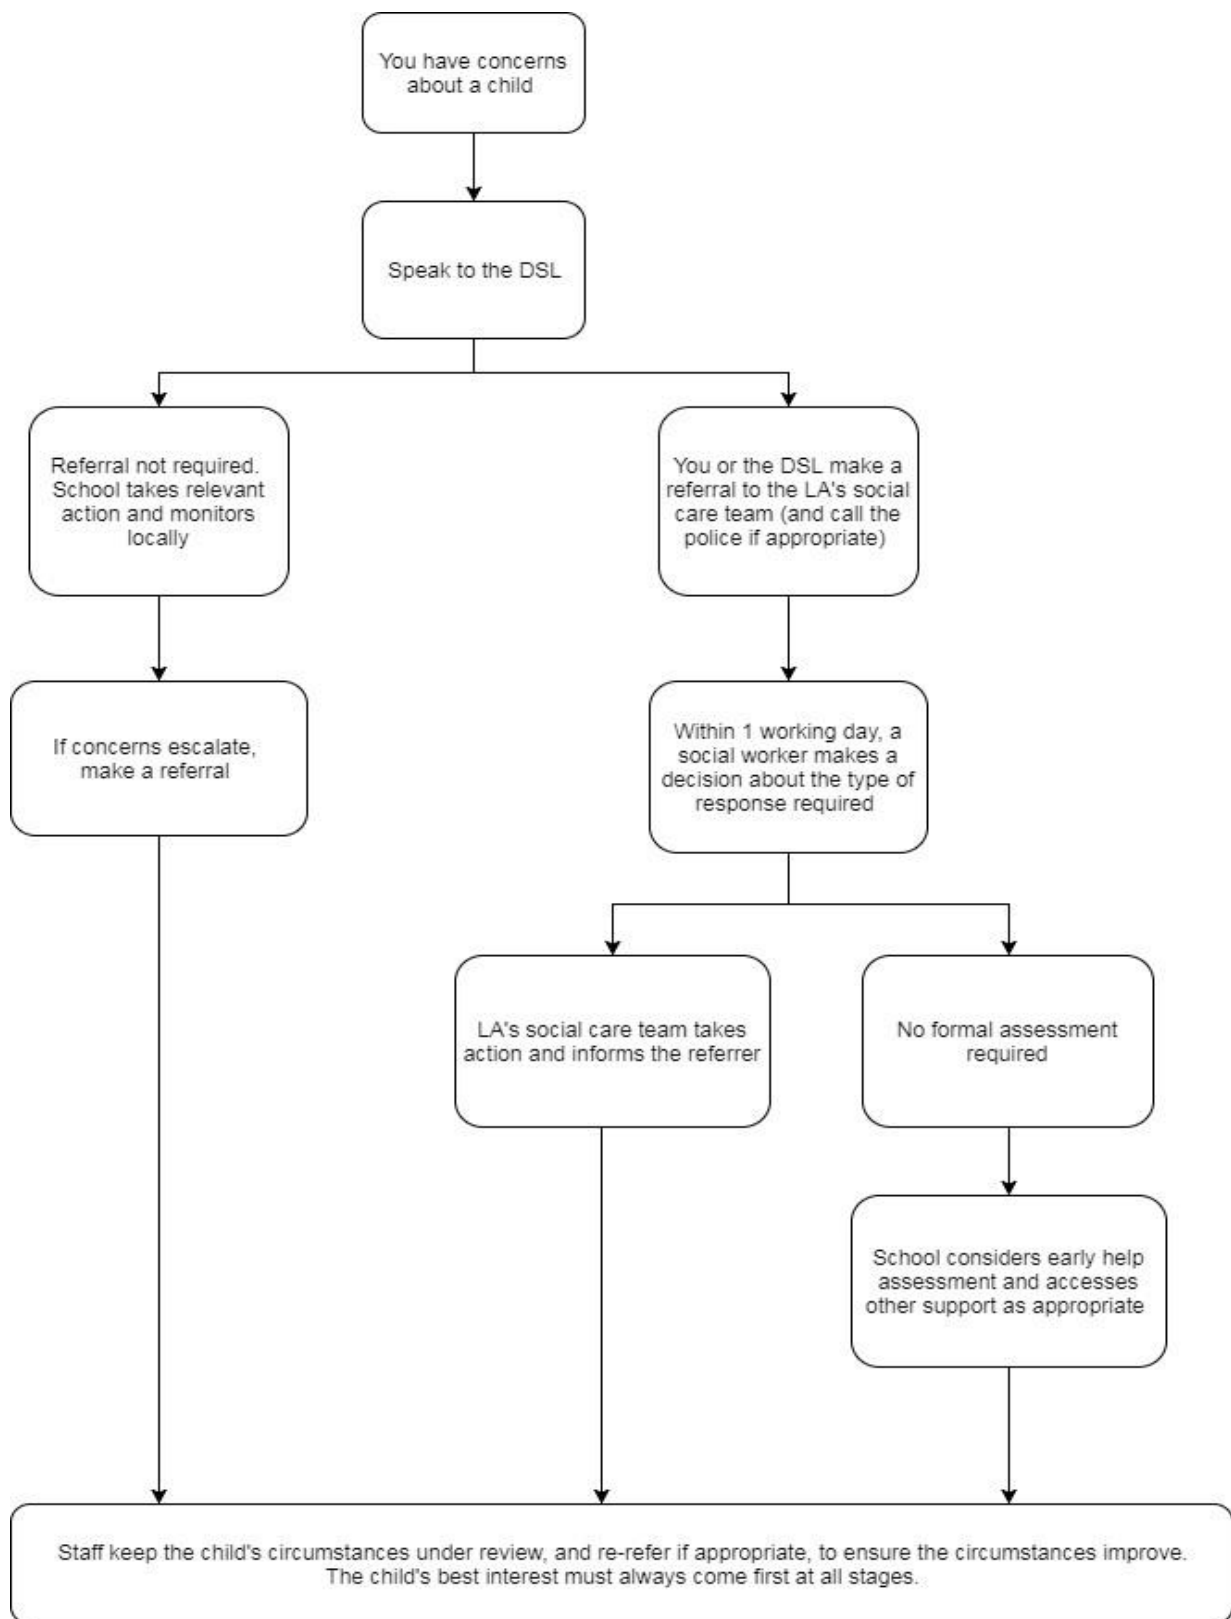 You have concerns
about a child
Speak to the DSL
Referral not required.
School takes relevant
action and monitors
locally
You or the DSL make a
referral to the LA's social
care team (and call the
police if appropriate)
If concerns escalate,
make a referral
Within 1 working day, a
social worker makes a
decision about the type of
response required
LA's social care team takes
action and informs the referrer
No formal assessment
required
School considers early help
assessment and accesses
other support as appropriate
Staff keep the child's circumstances under review, and re-refer if appropriate, to ensure the circumstances improve.
The child's best interest must always come first at all stages.